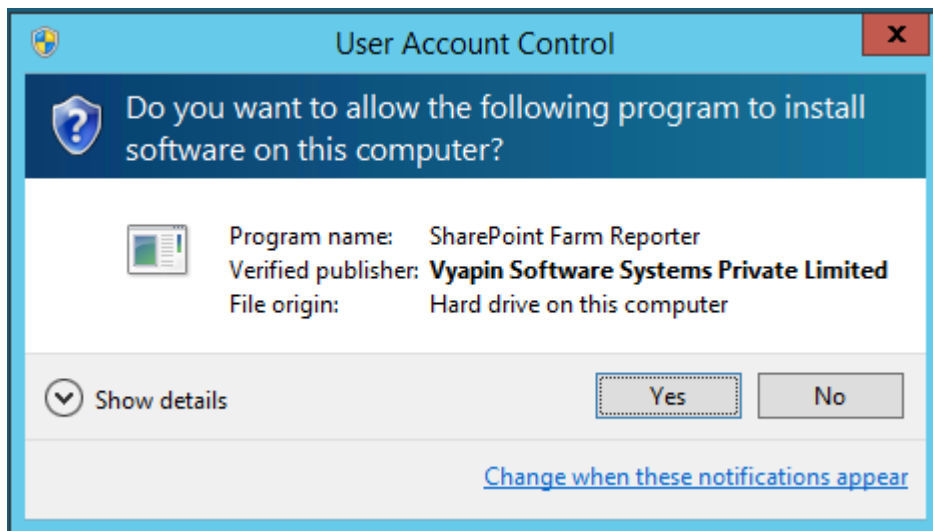 User Account Control
x
Do you want to allow the following program to install
software on this computer?
Program name: SharePoint Farm Reporter
Verified publisher: Vyapin Software Systems Private Limited
File origin: Hard drive on this computer
Show details
Yes
No
Change when these notifications appear